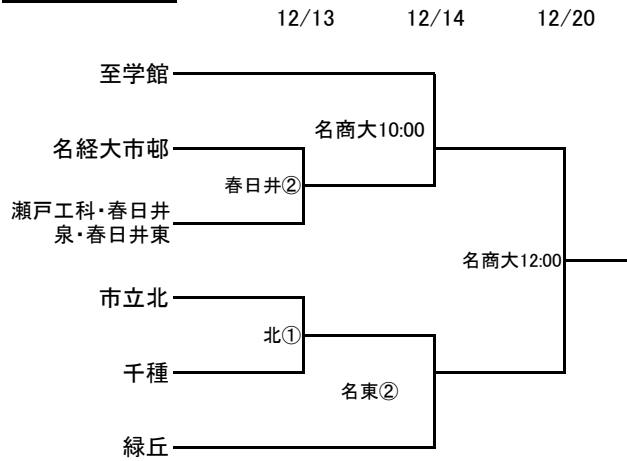 12/13 12/14 12/20
至学館
名商大10:00
名経大市邨
春日井②
瀬戸工科・春日井
泉・春日井東
名商大12:00
市立北
北①
千種
名東②
緑丘